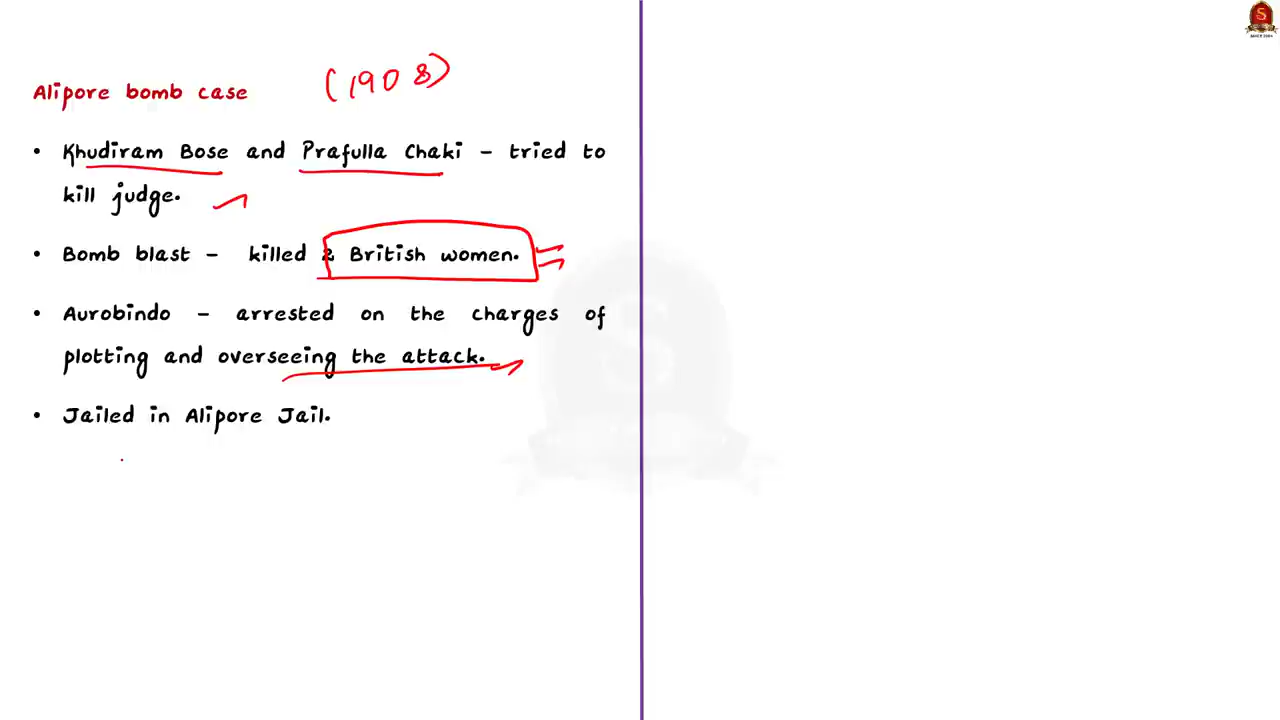 Alipore bomb case (1908)
• Khudiram Bose and Prafulla Chaki - tried to
kill judge.
• Bomb blast - killed 2 British women.
• Aurobindo - arrested on the charges of
plotting and overseeing the attack.
• Jailed in Alipore Jail.